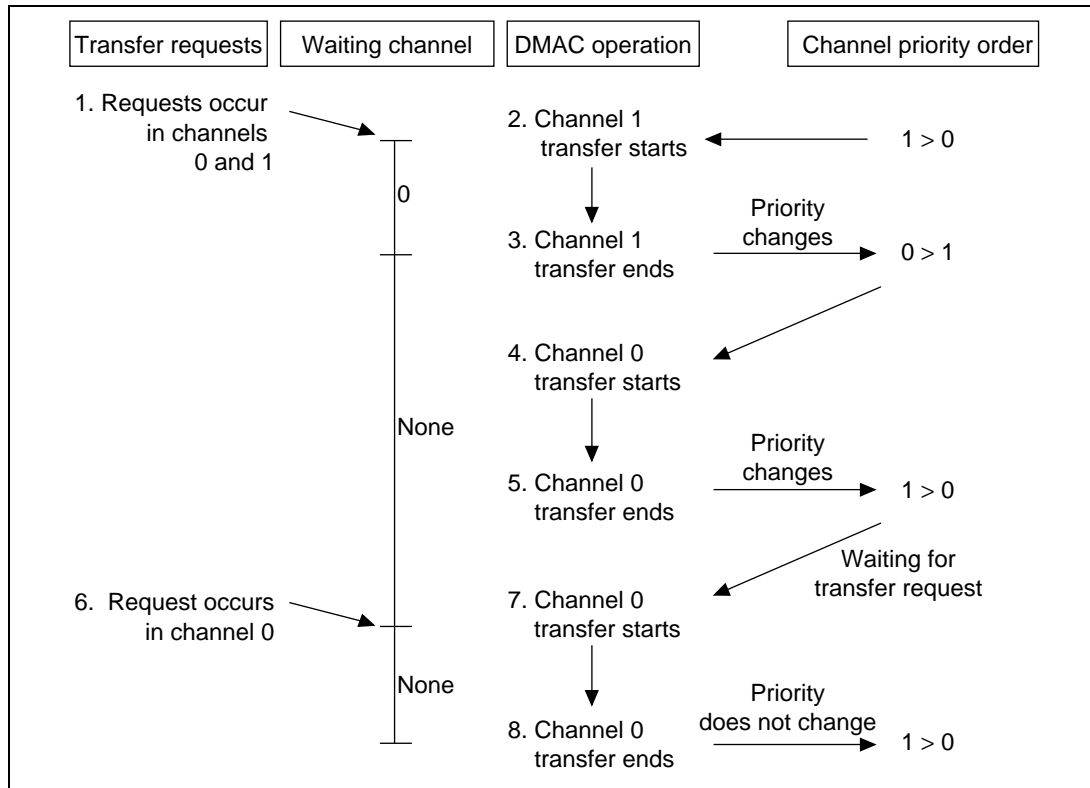 Transfer requests
Waiting channel
DMAC operation
Channel priority order
1. Requests occur
in channels
0 and 1
0
2. Channel 1
transfer starts
1 > 0
3. Channel 1
transfer ends
Priority
changes
0 > 1
4. Channel 0
transfer starts
None
5. Channel 0
transfer ends
Priority
changes
1 > 0
Waiting for
transfer request
6. Request occurs
in channel 0
7. Channel 0
transfer starts
None
8. Channel 0
transfer ends
Priority
does not change
1 > 0